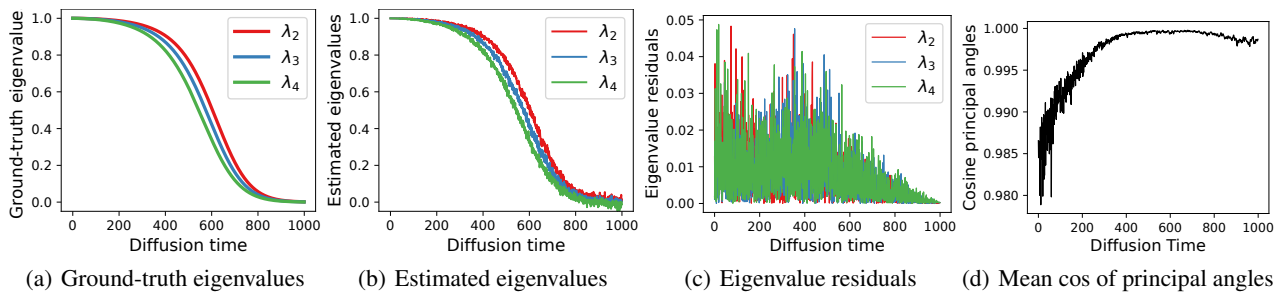 Ground-truth eigenvalue
1.0
0.8
0.6
0.4
0.2
0.0
λ2
λ3
λ4
0 200 400 600 800 1000
Diffusion time
(a) Ground-truth eigenvalues
Estimated eigenvalues
1.0
0.8
0.6
0.4
0.2
0.0
λ2
λ3
λ4
0 200 400 600 800 1000
Diffusion time
(b) Estimated eigenvalues
Eigenvalue residuals
0.05
0.04
0.03
0.02
0.01
0.00
λ2
λ3
λ4
0 200 400 600 800 1000
Diffusion time
(c) Eigenvalue residuals
Cosine principal angles
1.000
0.995
0.990
0.985
0.980
0 200 400 600 800 1000
Diffusion Time
(d) Mean cos of principal angles